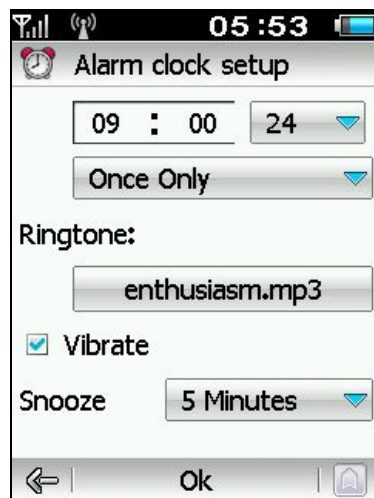 05:53
Alarm clock setup
09 : 00 24
Once Only
Ringtone:
enthusiasm.mp3
Vibrate
Snooze 5 Minutes
Ok